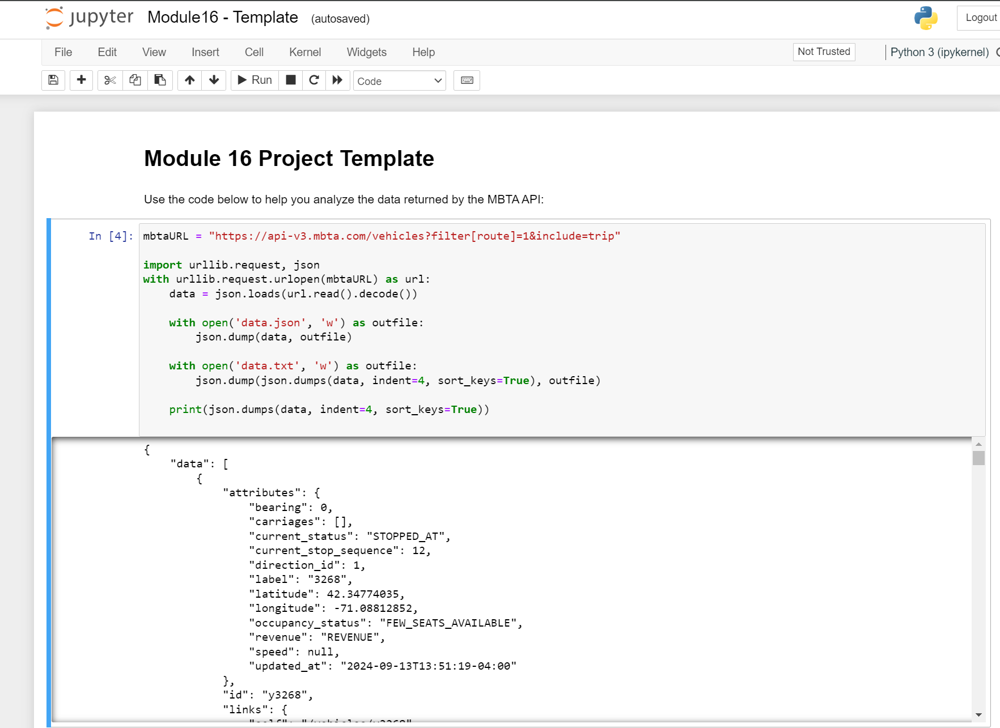 jupyter Module16 - Template (autosaved) Logout
File Edit View Insert Cell Kernel Widgets Help Not Trusted Python 3 (ipykernel)
Run Code
Module 16 Project Template
Use the code below to help you analyze the data returned by the MBTA API:
In [4]: mbtaURL = "https://api-v3.mbta.com/vehicles?filter[route]=1&include=trip"
import urllib.request, json
with urllib.request.urlopen(mbtaURL) as url:
    data = json.loads(url.read().decode())
    with open('data.json', 'w') as outfile:
        json.dump(data, outfile)
    with open('data.txt', 'w') as outfile:
        json.dump(json.dumps(data, indent=4, sort_keys=True), outfile)
    print(json.dumps(data, indent=4, sort_keys=True))
{
    "data": [
        {
            "attributes": {
                "bearing": 0,
                "carriages": [],
                "current_status": "STOPPED_AT",
                "current_stop_sequence": 12,
                "direction_id": 1,
                "label": "3268",
                "latitude": 42.34774035,
                "longitude": -71.08812852,
                "occupancy_status": "FEW_SEATS_AVAILABLE",
                "revenue": "REVENUE",
                "speed": null,
                "updated_at": "2024-09-13T13:51:19-04:00"
            },
            "id": "y3268",
            "links": {
                "self": "/vehicles/y3268"